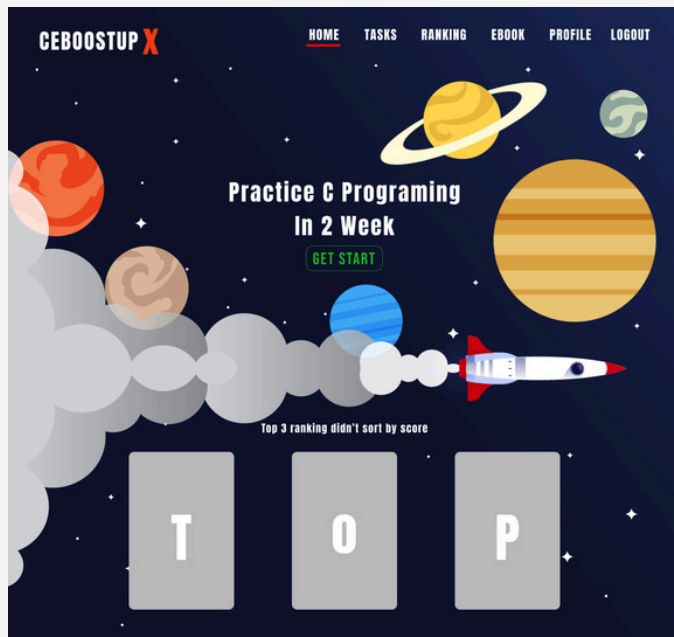 CEBOOSTUP X
HOME TASKS RANKING EBOOK PROFILE LOGOUT
Practice C Programing
In 2 Week
GET START
Top 3 ranking didn't sort by score
T O P